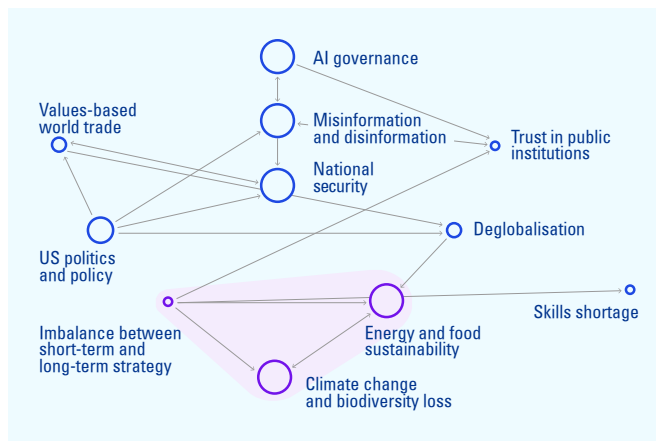 AI governance
Values-based
world trade
Misinformation
and disinformation
Trust in public
institutions
National
security
US politics
and policy
Deglobalisation
Imbalance between
short-term and
long-term strategy
Energy and food
sustainability
Skills shortage
Climate change
and biodiversity loss